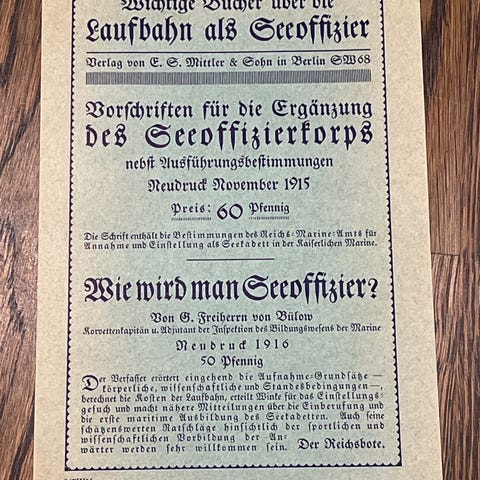 Wichtige Bücher über die
Laufbahn als Seeoffizier
Verlag von E. S. Mittler & Sohn in Berlin SW68
Vorschriften für die Ergänzung
des Seeoffizierkorps
nebst Ausführungsbestimmungen
Neudruck November 1915
Preis: 60 Pfennig
Die Schrift enthält die Bestimmungen des Reichs-Marine-Amts für
Annahme und Einstellung als Seekadett in der Kaiserlichen Marine.
Wie wird man Seeoffizier?
Von G. Freiherrn von Bülow
Korvettenkapitän u. Adjutant der Inspektion des Bildungswesens der Marine
Neudruck 1916
50 Pfennig
Der Verfasser erörtert eingehend die Aufnahme-Grundsätze —
körperliche, wissenschaftliche und Standesbedingungen —,
berechnet die Kosten der Laufbahn, erteilt Winke für das Einstellungs-
gesuch und macht nähere Mitteilungen über die Einberufung und
die erste maritime Ausbildung des Seekadetten. Auch seine
schätzenswerten Ratschläge hinsichtlich der sportlichen und
wissenschaftlichen Vorbildung der An-
wärter werden sehr willkommen sein. Der Reichsbote.